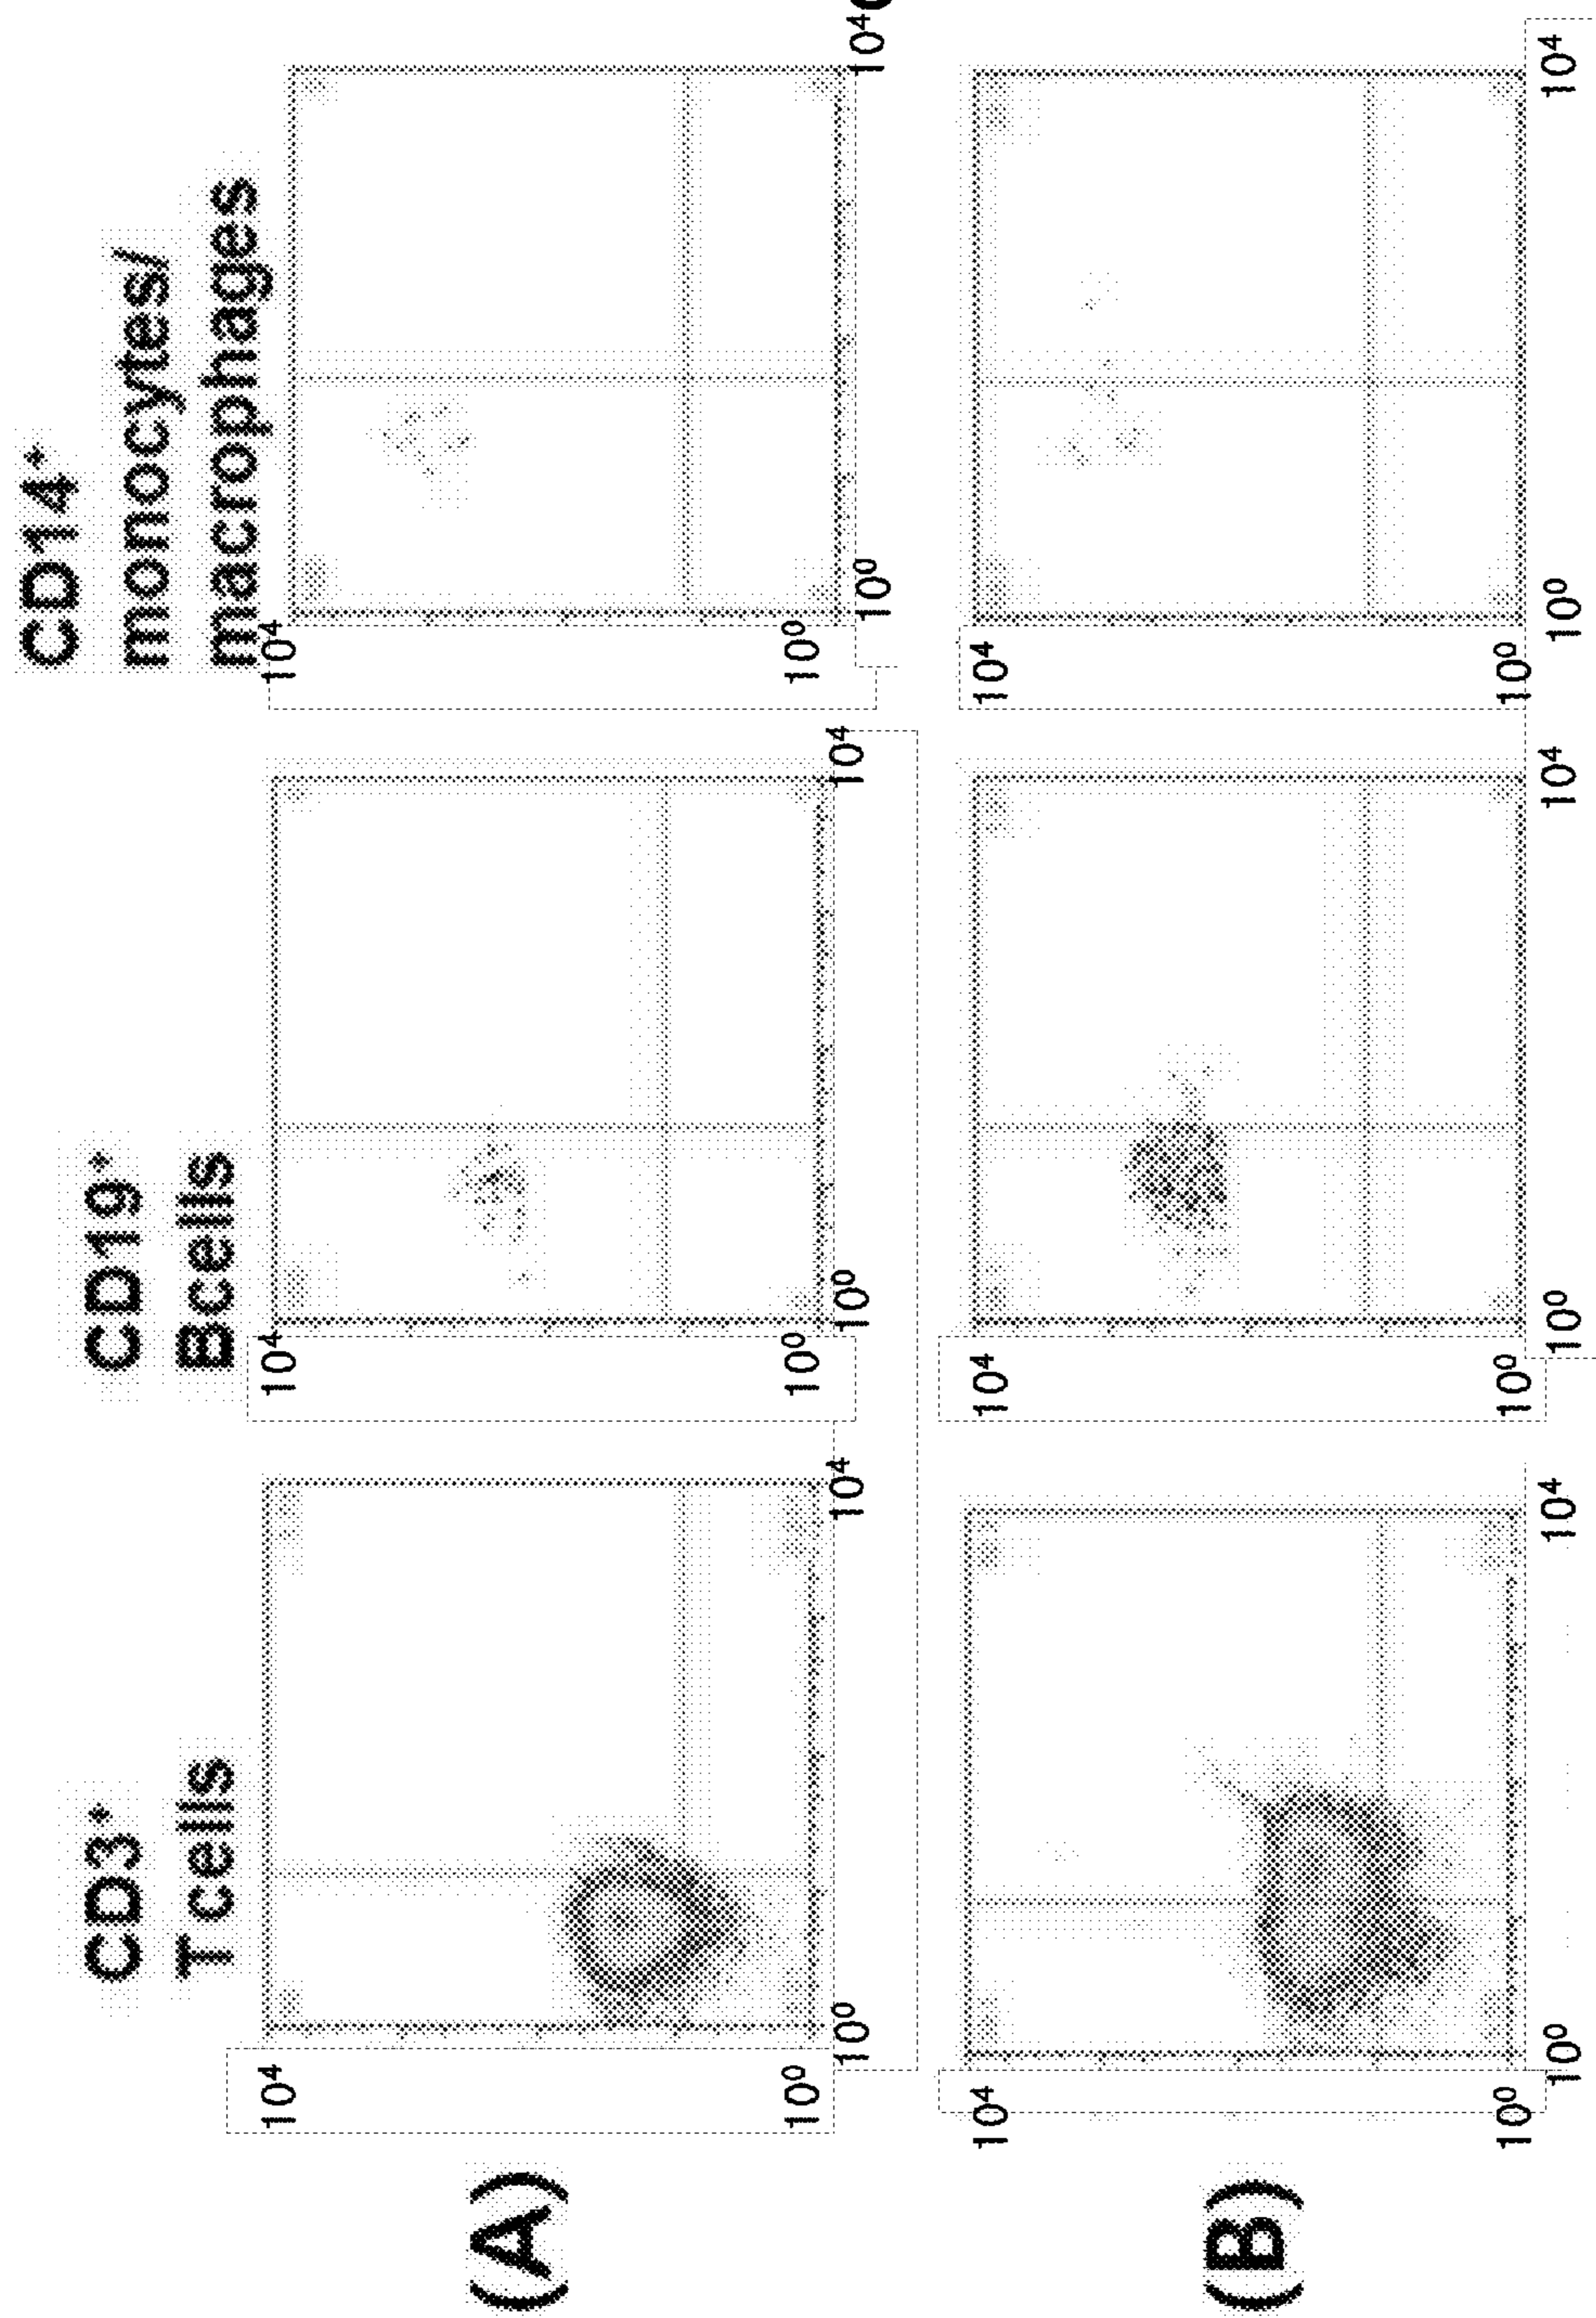 CD14⁺
monocytes/
macrophages
CD19⁺
Bcells
CD3⁺
T cells
(A)
10⁴ 10⁴ 10⁴
10⁰ 10⁰ 10⁰
10⁰ 10⁴ 10⁰ 10⁴ 10⁰ 10⁴
(B)
10⁴ 10⁴ 10⁴
10⁰ 10⁰ 10⁰
10⁰ 10⁴ 10⁰ 10⁴ 10⁰ 10⁴